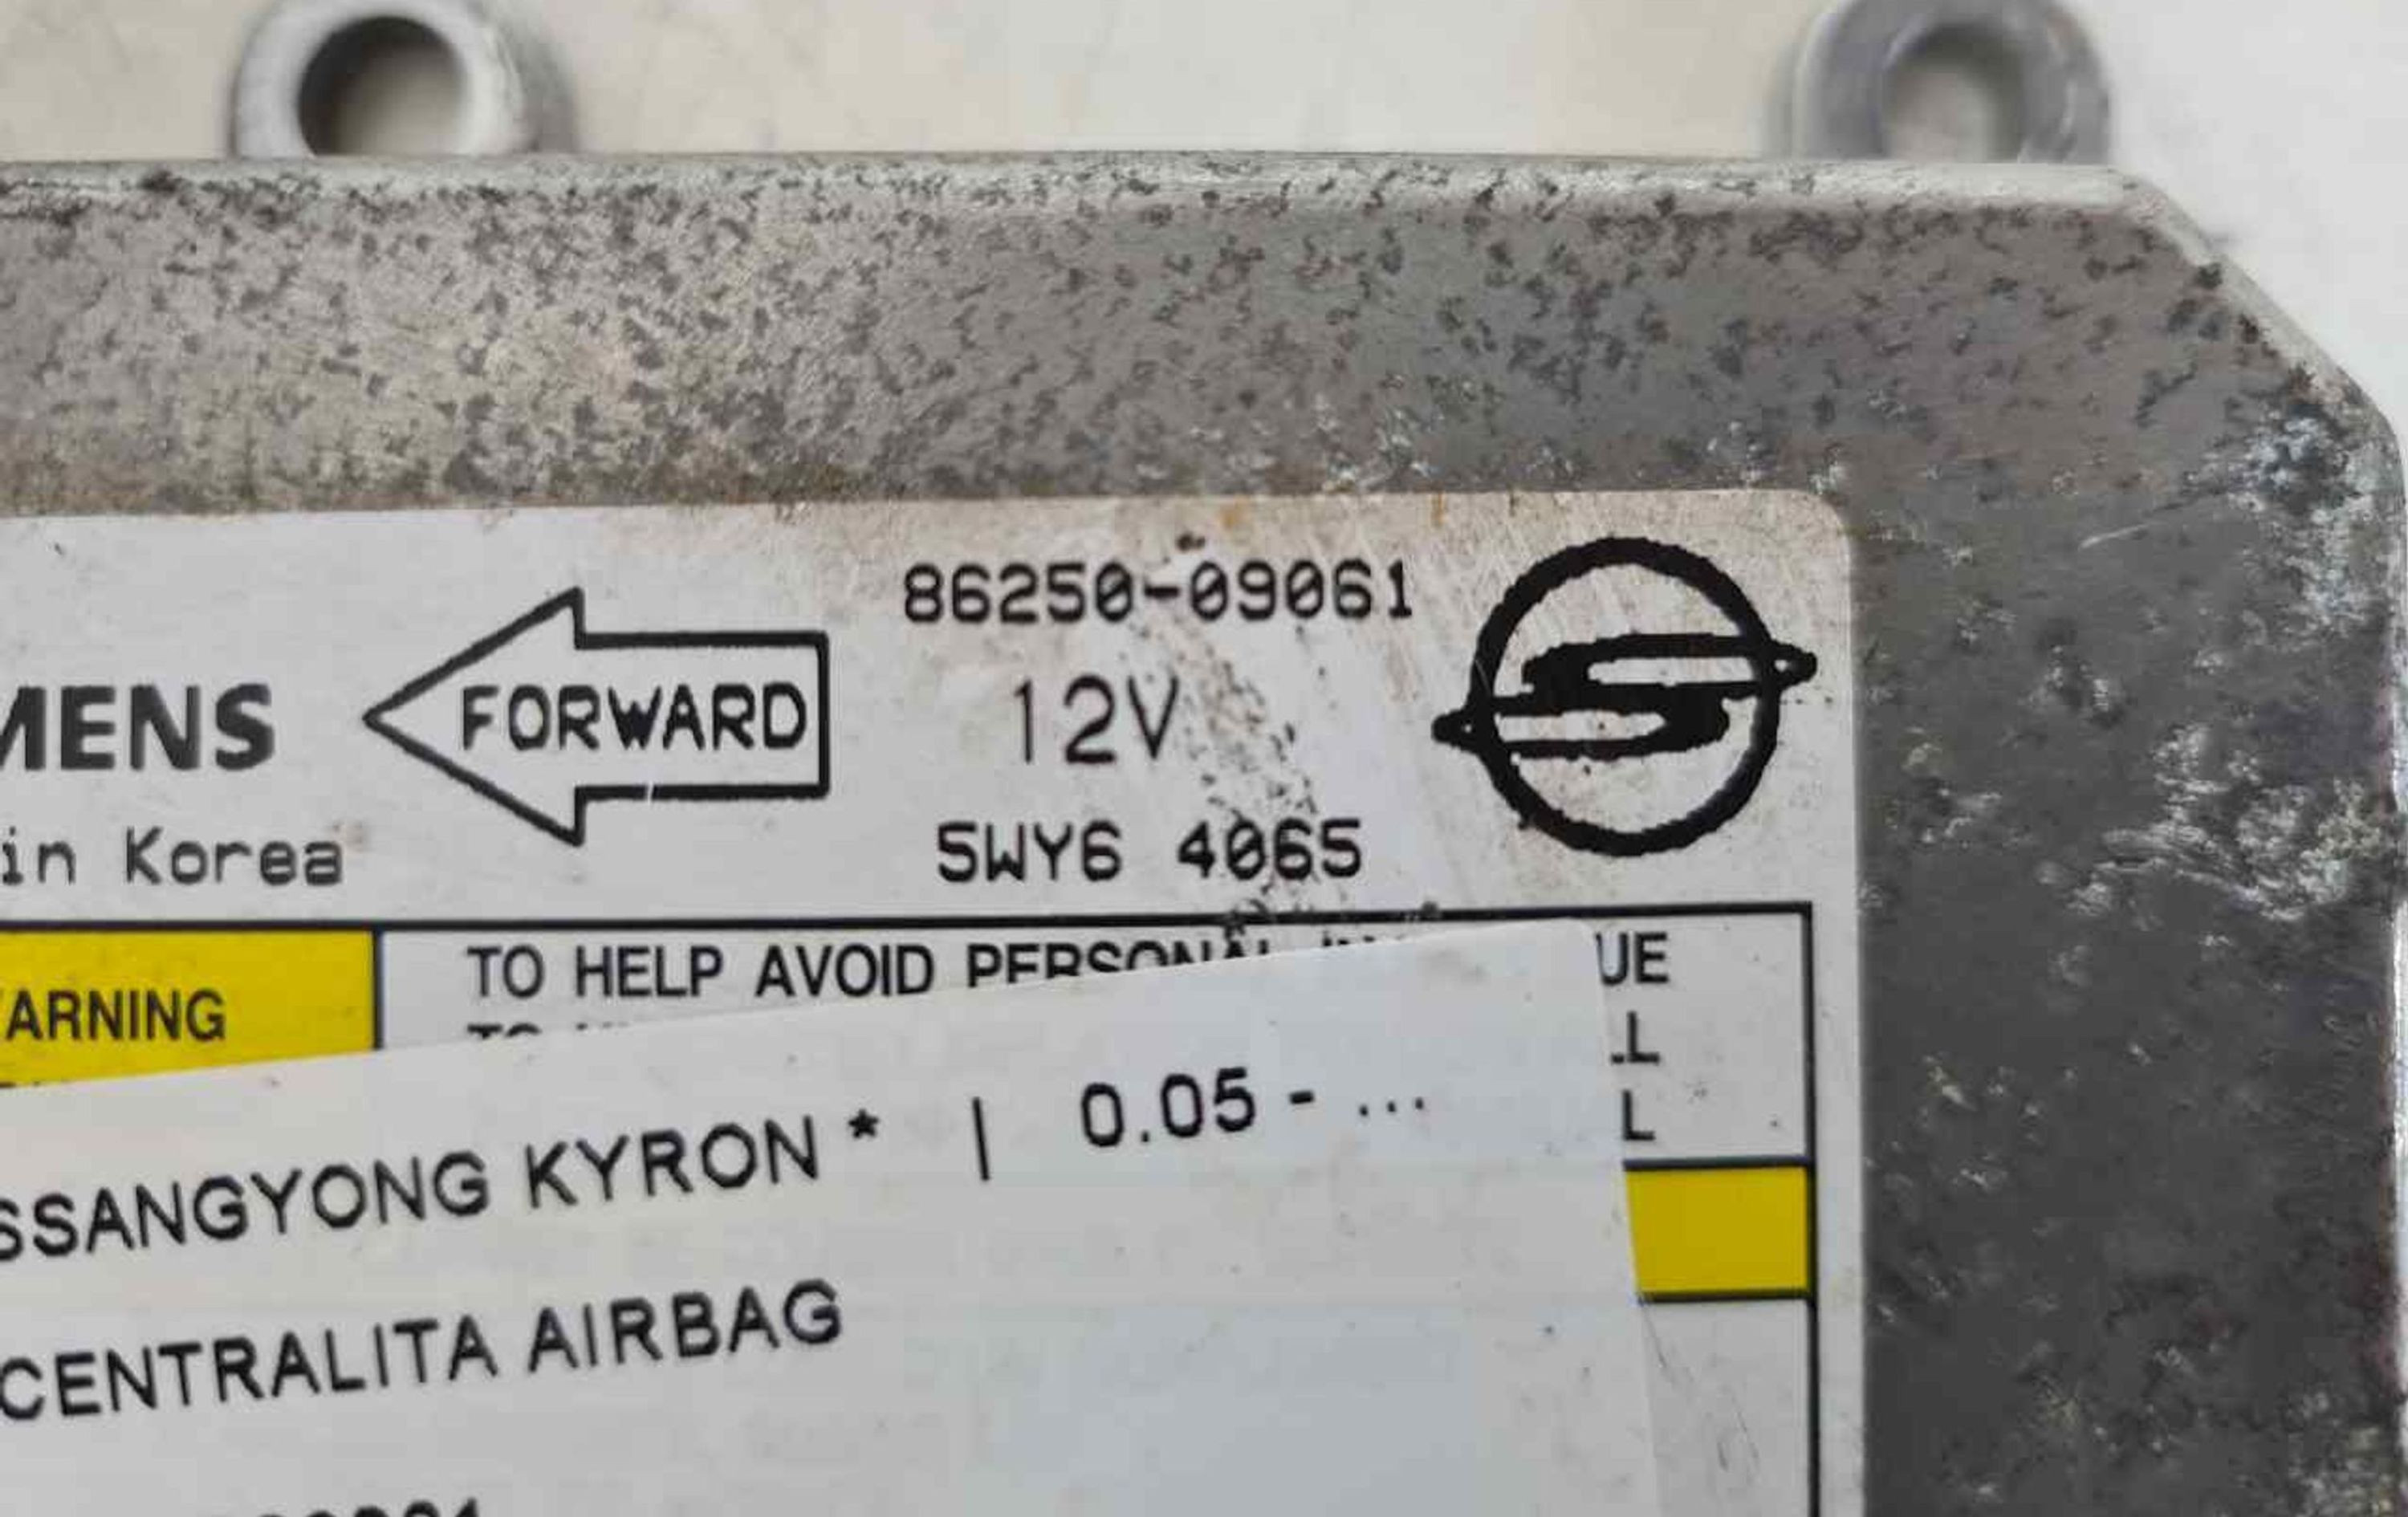 86250-09061
MENS
FORWARD
12V
in Korea
5WY6 4065
ARNING
TO HELP AVOID PERSONAL
UE
L
L
SSANGYONG KYRON * | 0.05 - ...
CENTRALITA AIRBAG